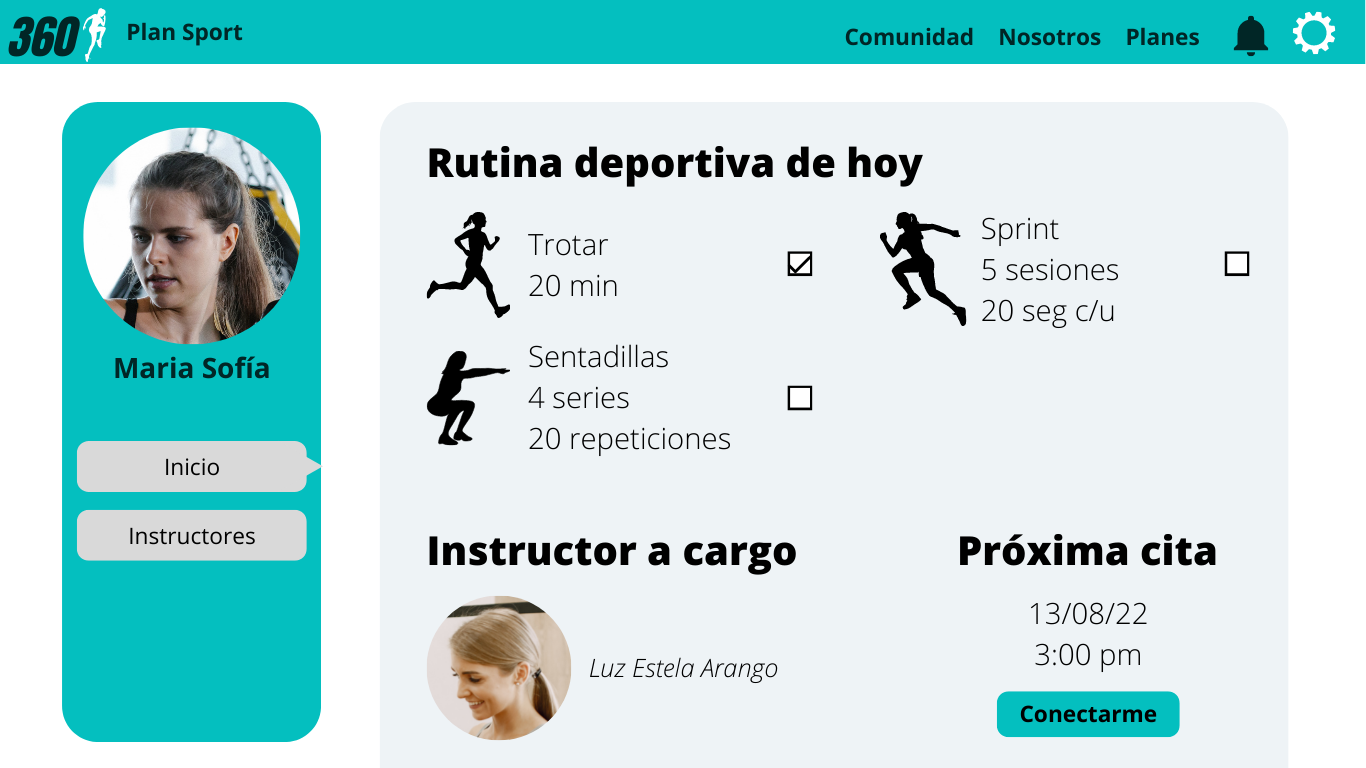 360
Plan Sport
Comunidad
Nosotros
Planes
Maria Sofía
Inicio
Instructores
Rutina deportiva de hoy
Trotar
20 min
Sprint
5 sesiones
20 seg c/u
Sentadillas
4 series
20 repeticiones
Instructor a cargo
Luz Estela Arango
Próxima cita
13/08/22
3:00 pm
Conectarme